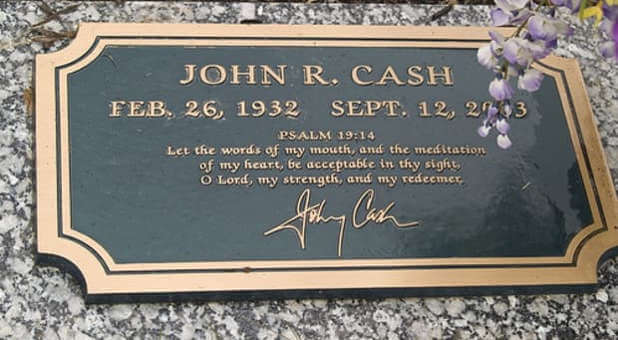 JOHN R. CASH
FEB. 26, 1932 SEPT. 12, 2003
PSALM 19:14
Let the words of my mouth, and the meditation
of my heart, be acceptable in thy sight,
O Lord, my strength, and my redeemer.
Johnny Cash